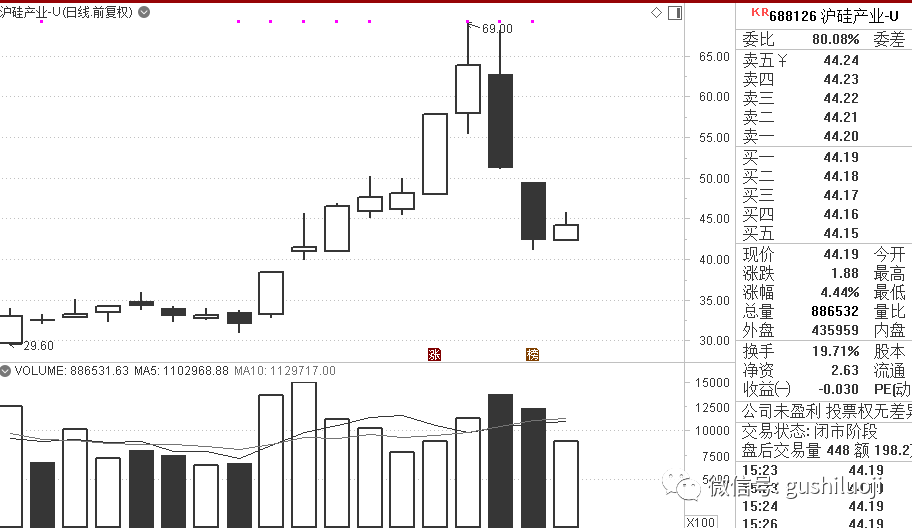 沪硅产业-U(日线.前复权)
69.00
65.00
60.00
55.00
50.00
45.00
40.00
35.00
30.00
29.60
涨
榜
VOLUME: 886531.63 MA5: 1102968.88 MA10: 1129717.00
15000
12500
10000
7500
5000
X100
KR688126 沪硅产业-U
委比 80.08% 委差
卖五¥ 44.24
卖四 44.23
卖三 44.22
卖二 44.21
卖一 44.20
买一 44.19
买二 44.18
买三 44.17
买四 44.16
买五 44.15
现价 44.19 今开
涨跌 1.88 最高
涨幅 4.44% 最低
总量 886532 量比
外盘 435959 内盘
换手 19.71% 股本
净资 2.63 流通
收益㈠ -0.030 PE[动
公司未盈利 投票权无差异
交易状态: 闭市阶段
盘后交易量 448 额 198.2
15:23 44.19
44.19
15:24 44.19
15:26 44.19
微信号: gushiluoji